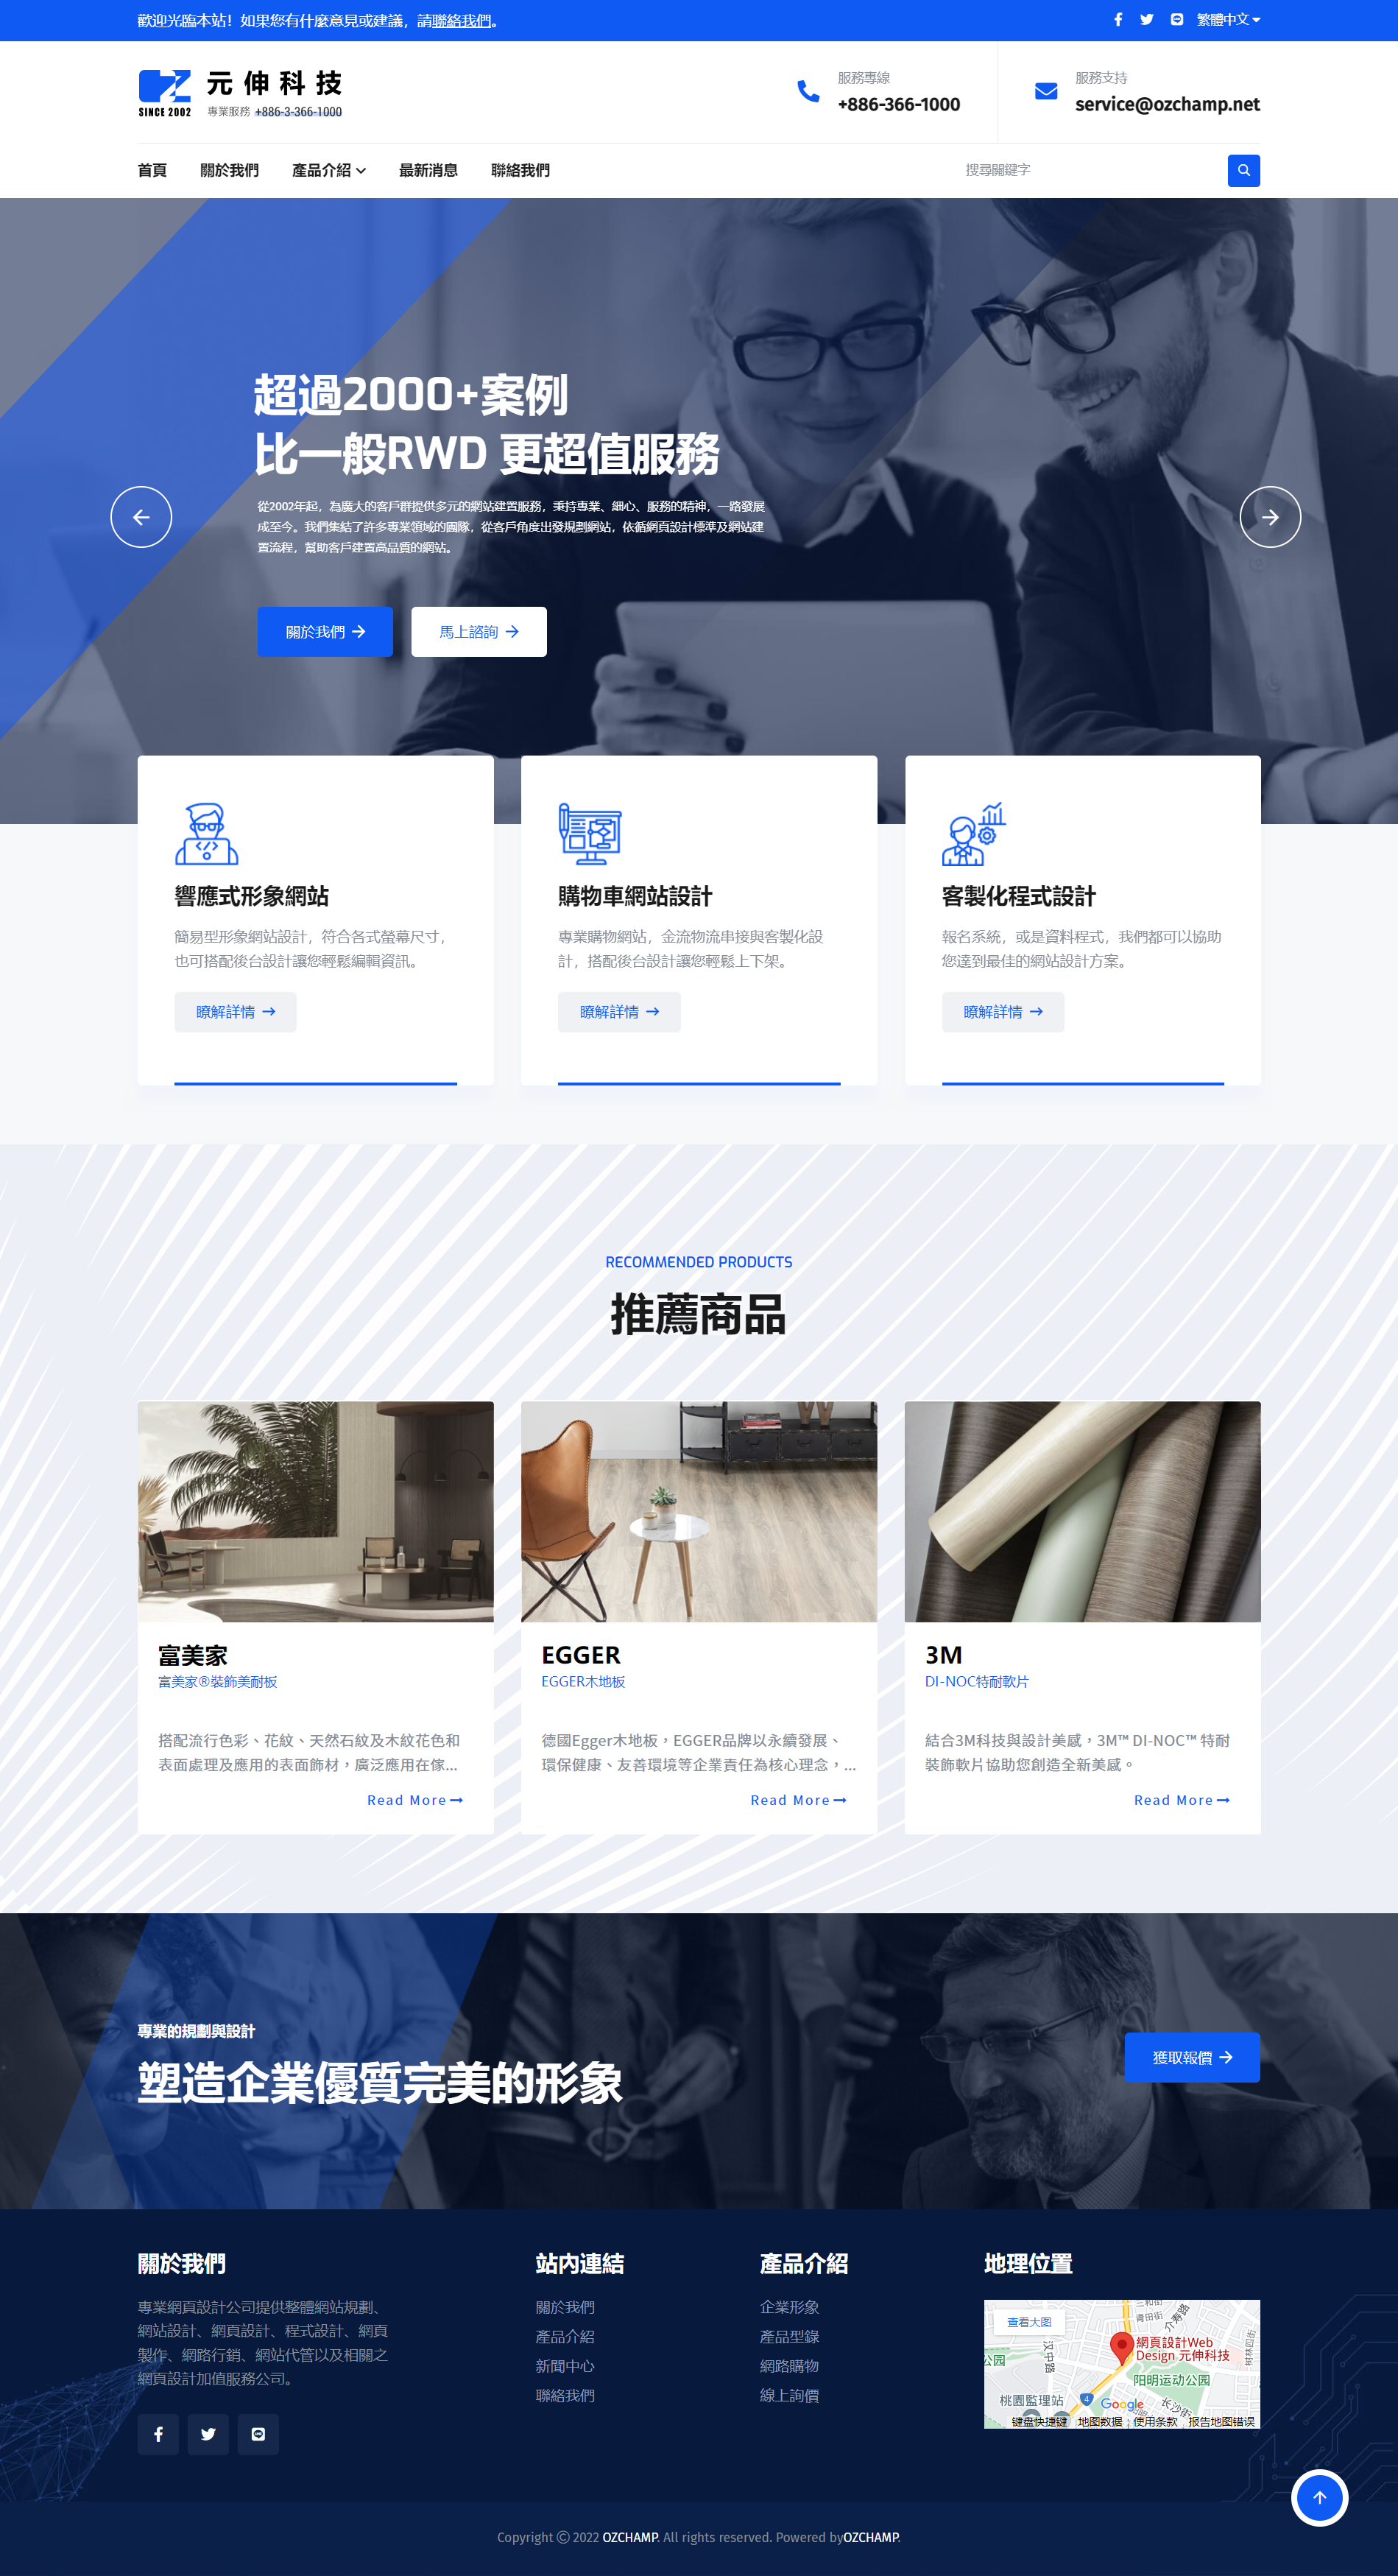 歡迎光臨本站！如果您有什麼意見或建議，請聯絡我們。
繁體中文
元伸科技
SINCE 2002
專業服務 +886-3-366-1000
服務專線
+886-366-1000
服務支持
service@ozchamp.net
首頁
關於我們
產品介紹
最新消息
聯絡我們
搜尋關鍵字
超過2000+案例
比一般RWD 更超值服務
從2002年起，為廣大的客戶群提供多元的網站建置服務，秉持專業、細心、服務的精神，一路發展
成至今。我們集結了許多專業領域的團隊，從客戶角度出發規劃網站，依循網頁設計標準及網站建
置流程，幫助客戶建置高品質的網站。
關於我們
馬上諮詢
響應式形象網站
簡易型形象網站設計，符合各式螢幕尺寸，
也可搭配後台設計讓您輕鬆編輯資訊。
瞭解詳情
購物車網站設計
專業購物網站，金流物流串接與客製化設
計，搭配後台設計讓您輕鬆上下架。
瞭解詳情
客製化程式設計
報名系統，或是資料程式，我們都可以協助
您達到最佳的網站設計方案。
瞭解詳情
RECOMMENDED PRODUCTS
推薦商品
富美家
富美家®裝飾美耐板
搭配流行色彩、花紋、天然石紋及木紋花色和
表面處理及應用的表面飾材，廣泛應用在傢...
Read More
EGGER
EGGER木地板
德國Egger木地板，EGGER品牌以永續發展、
環保健康、友善環境等企業責任為核心理念，...
Read More
3M
DI-NOC特耐軟片
結合3M科技與設計美感，3M™ DI-NOC™ 特耐
裝飾軟片協助您創造全新美感。
Read More
專業的規劃與設計
塑造企業優質完美的形象
獲取報價
關於我們
專業網頁設計公司提供整體網站規劃、
網站設計、網頁設計、程式設計、網頁
製作、網路行銷、網站代管以及相關之
網頁設計加值服務公司。
站內連結
關於我們
產品介紹
新聞中心
聯絡我們
產品介紹
企業形象
產品型錄
網路購物
線上詢價
地理位置
查看大图
三和街
青田街
介寿路
汉中路
公园
網頁設計Web
Design 元伸科技
阳明运动公园
桃園監理站
4
Google
长沙街
键盘快捷键
地图数据
使用条款
报告地图错误
Copyright © 2022 OZCHAMP. All rights reserved. Powered byOZCHAMP.